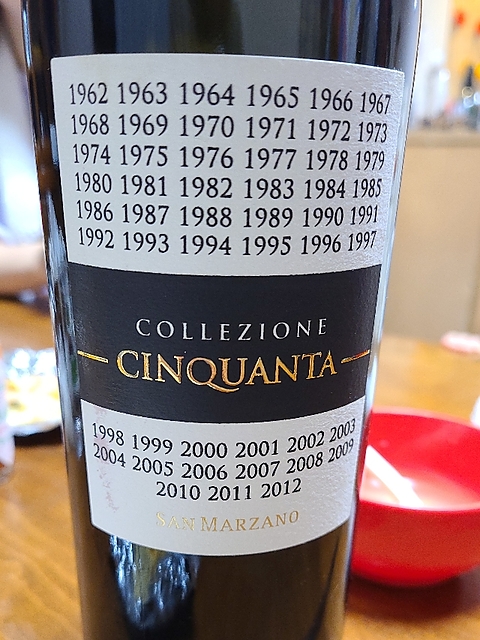 1962 1963 1964 1965 1966 1967
1968 1969 1970 1971 1972 1973
1974 1975 1976 1977 1978 1979
1980 1981 1982 1983 1984 1985
1986 1987 1988 1989 1990 1991
1992 1993 1994 1995 1996 1997
COLLEZIONE
CINQUANTA
1998 1999 2000 2001 2002 2003
2004 2005 2006 2007 2008 2009
2010 2011 2012
SAN MARZANO